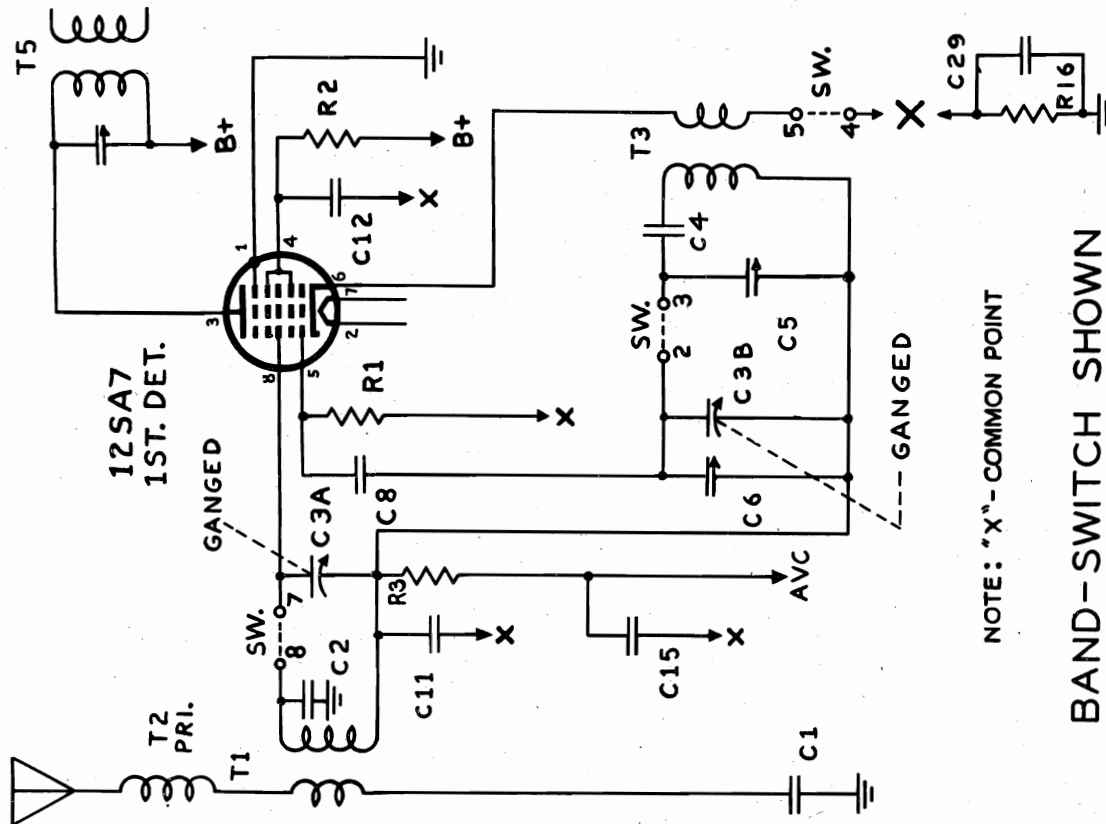 T5
B+
R2
B+
1
4
C12
X
3
6
7
2
8
5
12SA7
1ST. DET.
R1
X
GANGED
C3A
C8
SW.
7
8
C2
R3
C11
X
C15
X
AVC
T2
PRI.
T1
C1
T3
SW.
5
4
X
C29
R16
C4
SW.
3
2
C5
C3B
C6
GANGED
NOTE: "X"- COMMON POINT
BAND-SWITCH SHOWN